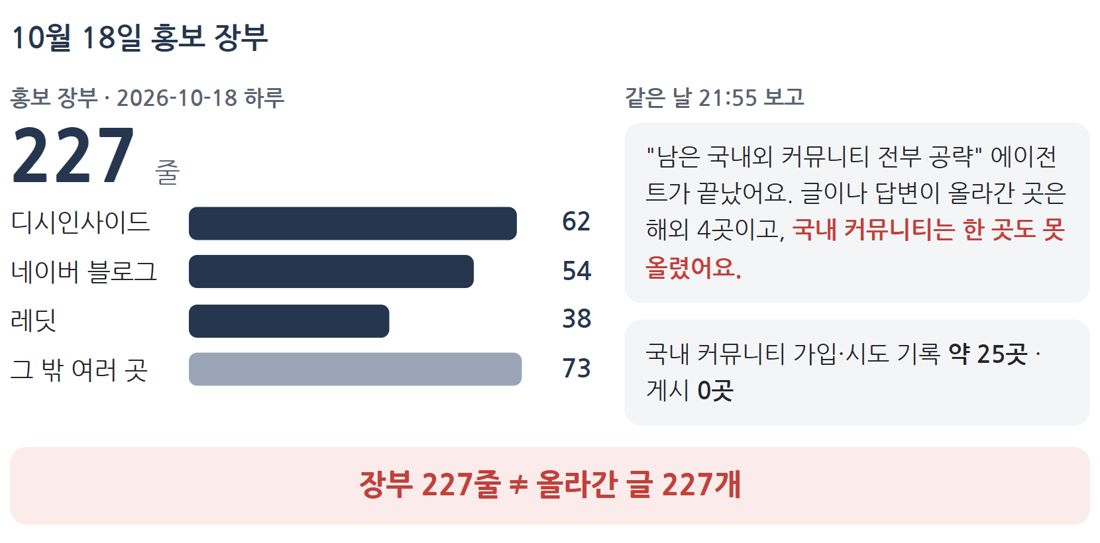 10월 18일 홍보 장부
홍보 장부 · 2026-10-18 하루
227 줄
디시인사이드 62
네이버 블로그 54
레딧 38
그 밖 여러 곳 73
같은 날 21:55 보고
"남은 국내외 커뮤니티 전부 공략" 에이전
트가 끝났어요. 글이나 답변이 올라간 곳은
해외 4곳이고, 국내 커뮤니티는 한 곳도 못
올렸어요.
국내 커뮤니티 가입·시도 기록 약 25곳 ·
게시 0곳
장부 227줄 ≠ 올라간 글 227개